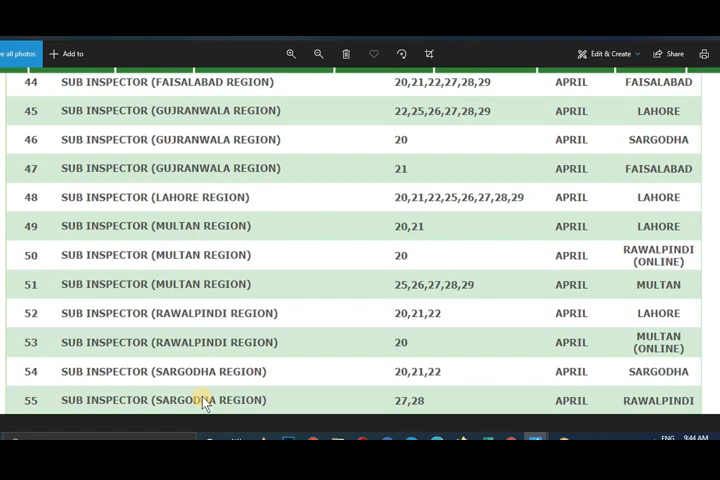 e all photos Add to Edit & Create Share
44 SUB INSPECTOR (FAISALABAD REGION) 20,21,22,27,28,29 APRIL FAISALABAD
45 SUB INSPECTOR (GUJRANWALA REGION) 22,25,26,27,28,29 APRIL LAHORE
46 SUB INSPECTOR (GUJRANWALA REGION) 20 APRIL SARGODHA
47 SUB INSPECTOR (GUJRANWALA REGION) 21 APRIL FAISALABAD
48 SUB INSPECTOR (LAHORE REGION) 20,21,22,25,26,27,28,29 APRIL LAHORE
49 SUB INSPECTOR (MULTAN REGION) 20,21 APRIL LAHORE
50 SUB INSPECTOR (MULTAN REGION) 20 APRIL RAWALPINDI
(ONLINE)
51 SUB INSPECTOR (MULTAN REGION) 25,26,27,28,29 APRIL MULTAN
52 SUB INSPECTOR (RAWALPINDI REGION) 20,21,22 APRIL LAHORE
53 SUB INSPECTOR (RAWALPINDI REGION) 20 APRIL MULTAN
(ONLINE)
54 SUB INSPECTOR (SARGODHA REGION) 20,21,22 APRIL SARGODHA
55 SUB INSPECTOR (SARGODHA REGION) 27,28 APRIL RAWALPINDI
ENG 9:44 AM